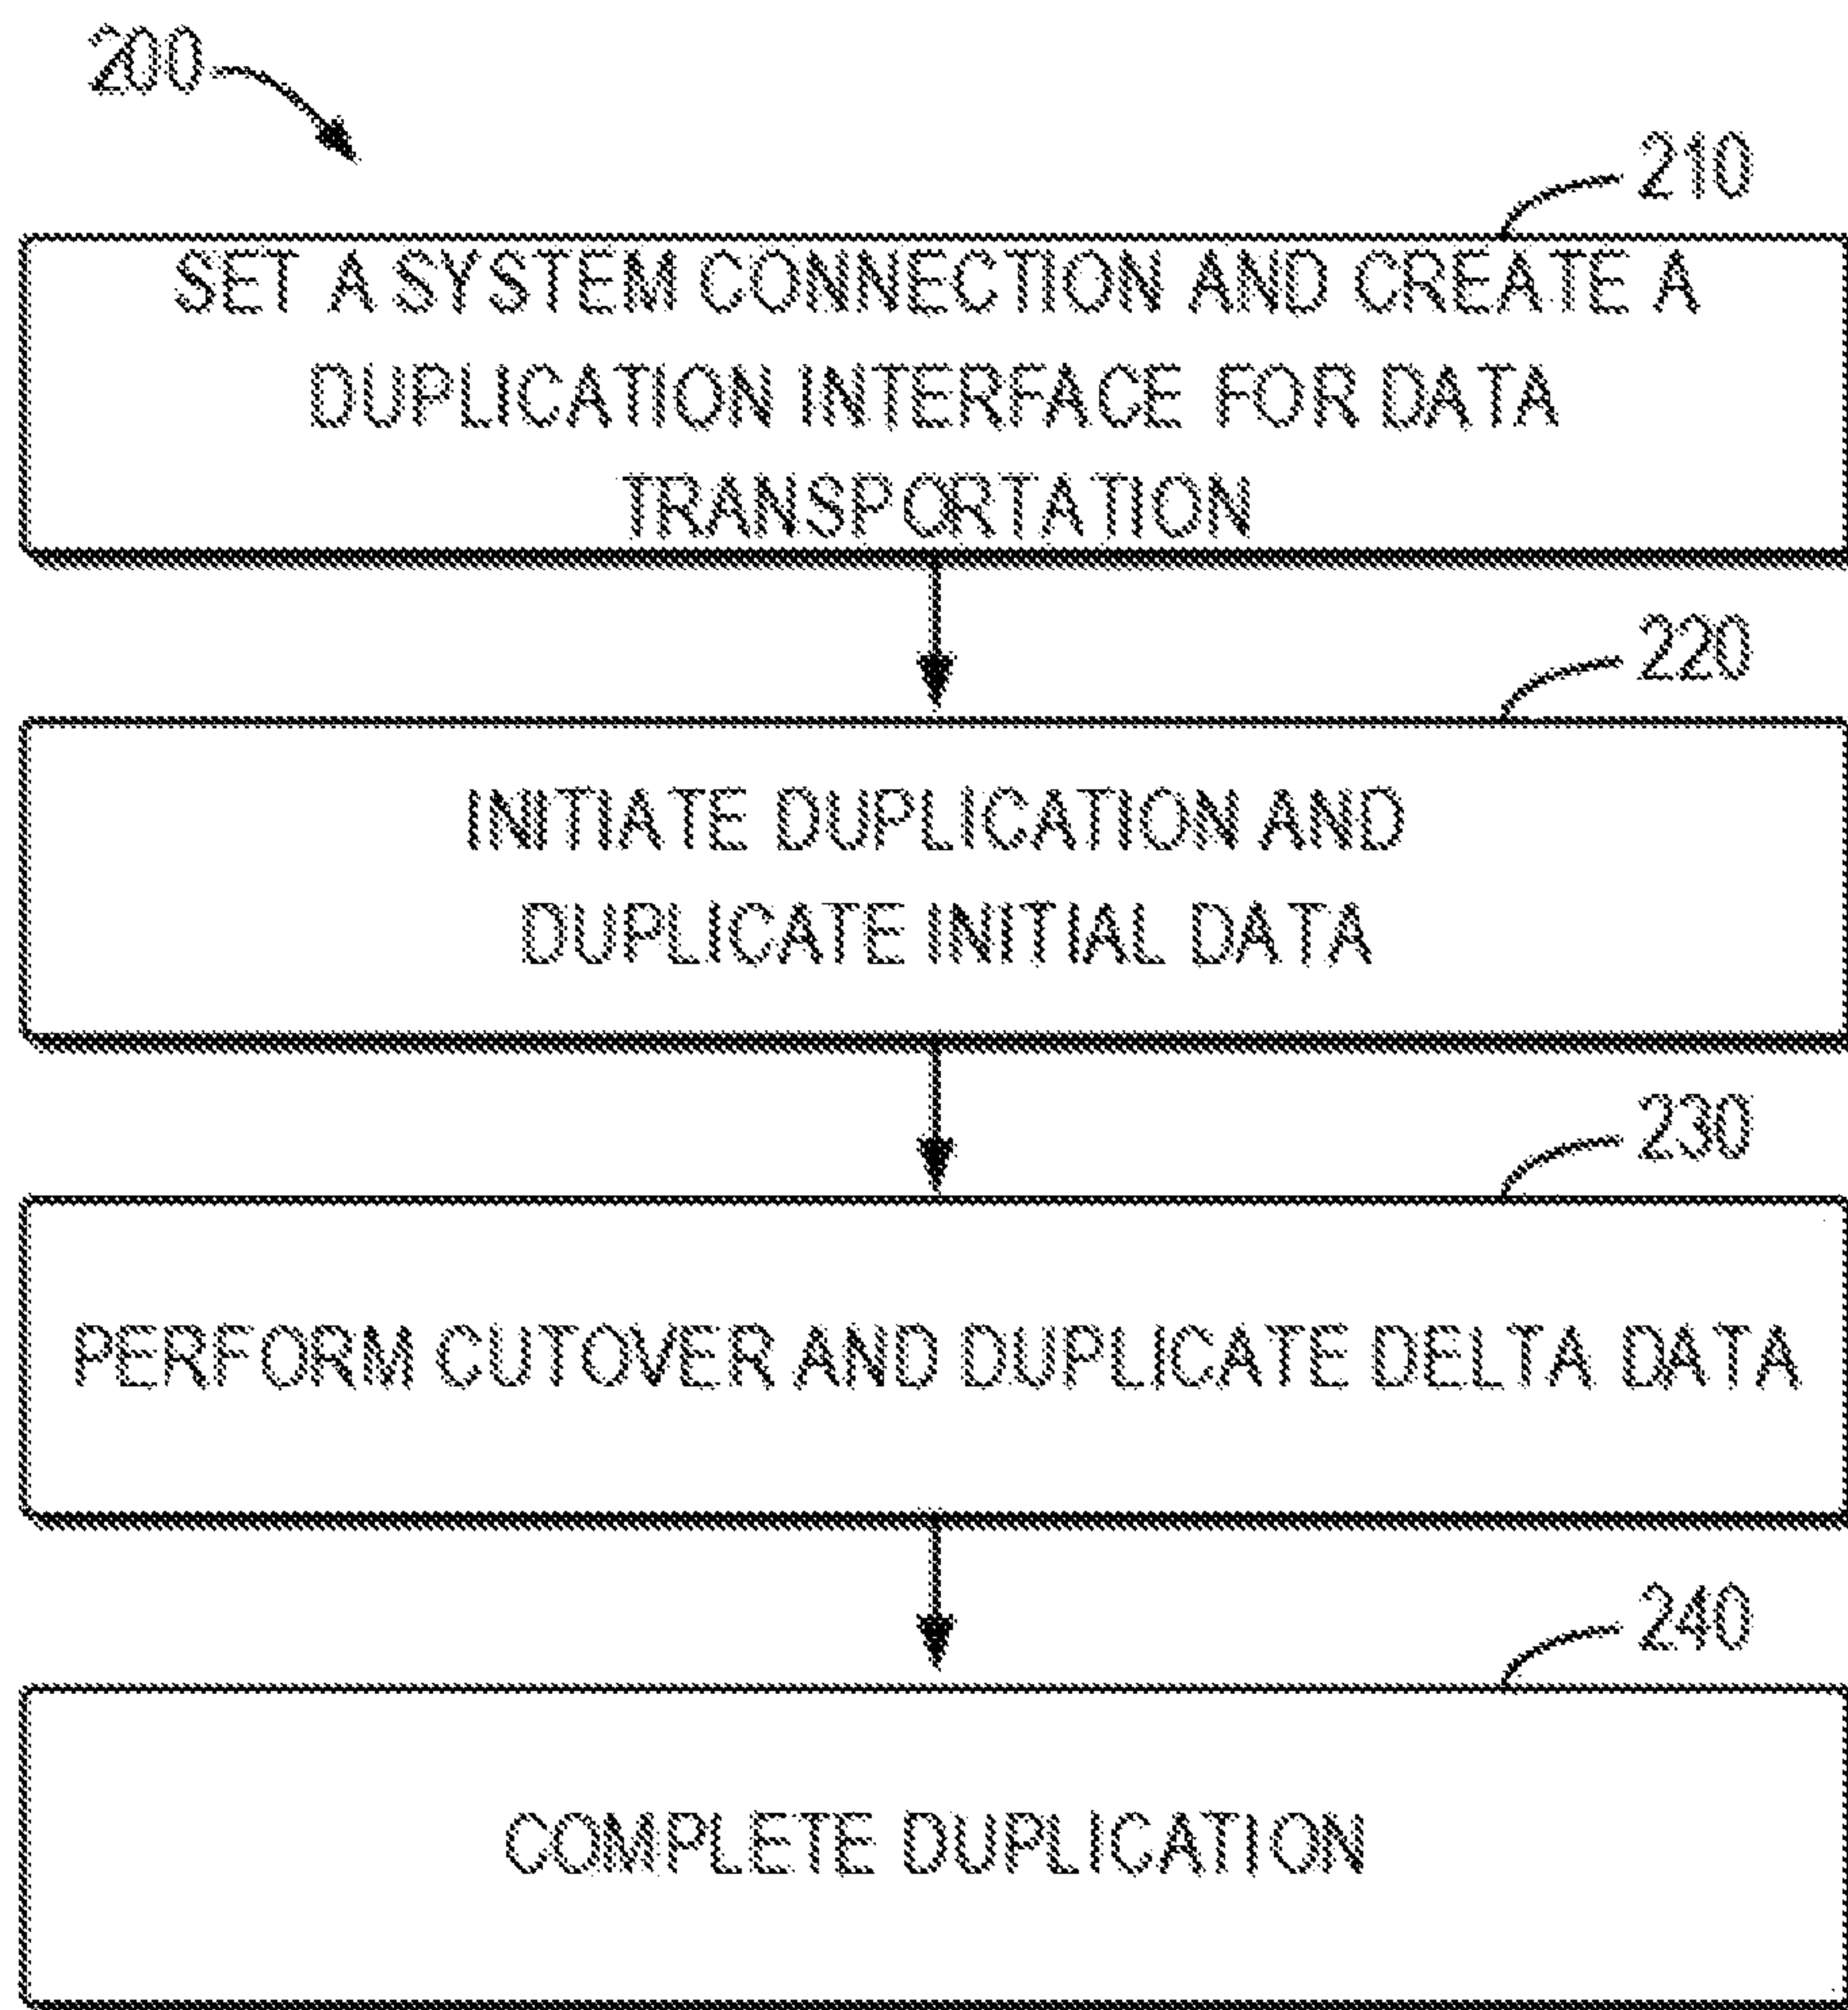 200
210
SET A SYSTEM CONNECTION AND CREATE A
DUPLICATION INTERFACE FOR DATA
TRANSPORTATION
220
INITIATE DUPLICATION AND
DUPLICATE INITIAL DATA
230
PERFORM CUTOVER AND DUPLICATE DELTA DATA
240
COMPLETE DUPLICATION